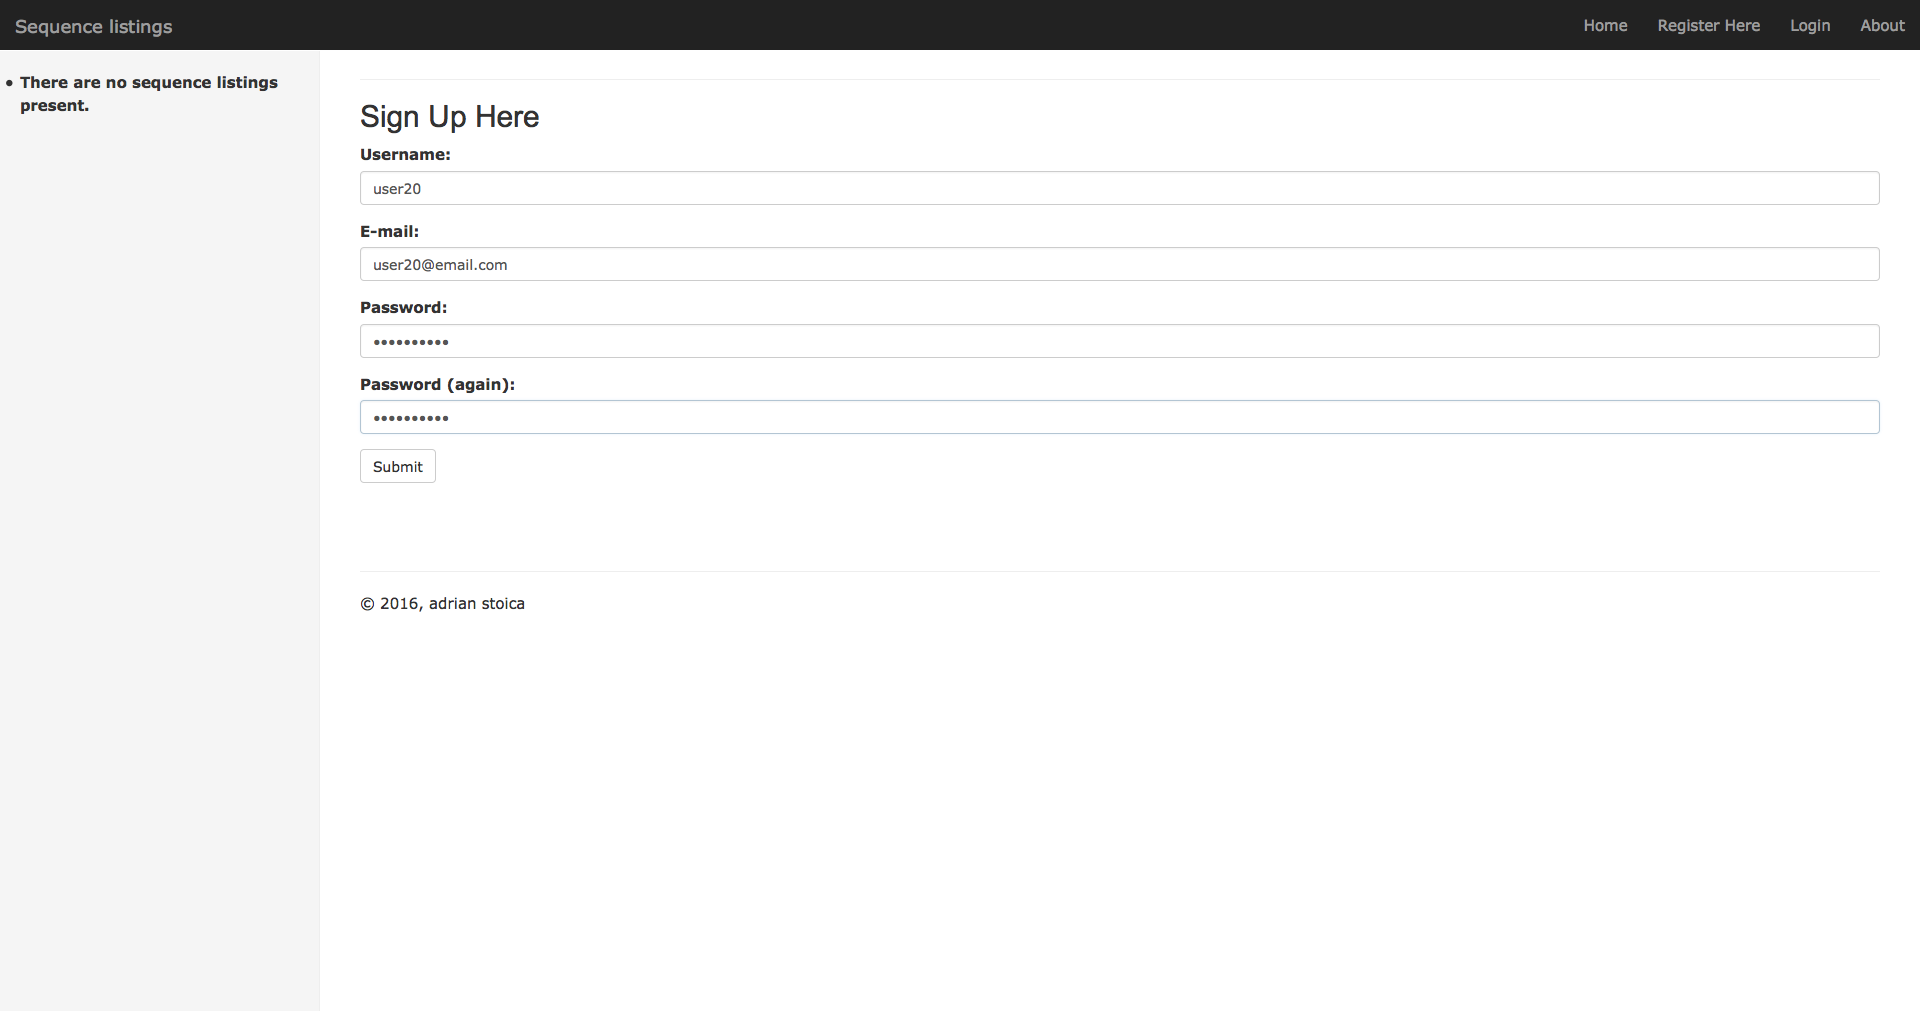 Sequence listings
Home Register Here Login About
• There are no sequence listings
present.
Sign Up Here
Username:
user20
E-mail:
user20@email.com
Password:
••••••••••
Password (again):
••••••••••
Submit
© 2016, adrian stoica